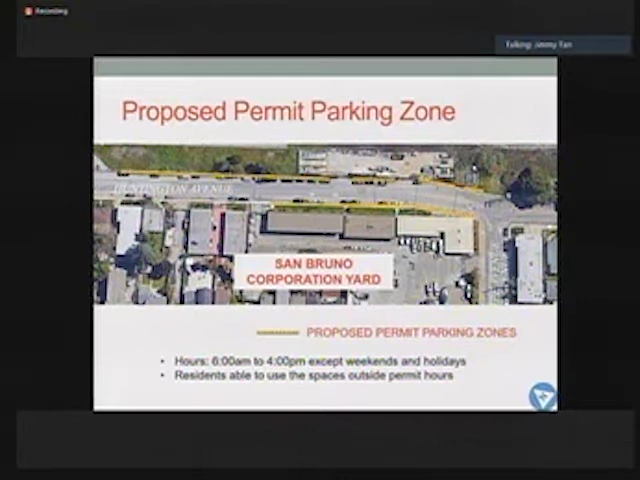 Recording
Talking: Jimmy Tan
Proposed Permit Parking Zone
HUNTINGTON AVENUE
SAN BRUNO
CORPORATION YARD
PROPOSED PERMIT PARKING ZONES
• Hours: 6:00am to 4:00pm except weekends and holidays
• Residents able to use the spaces outside permit hours